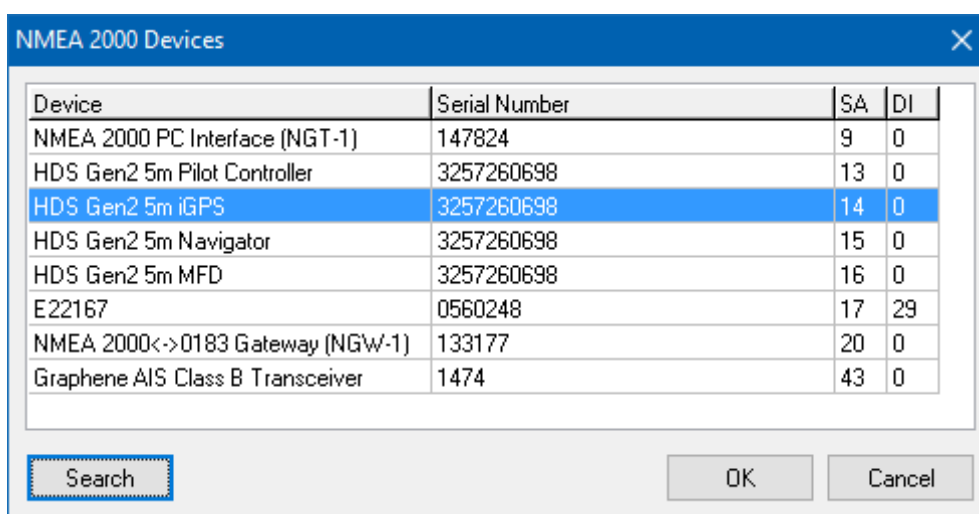 NMEA 2000 Devices
Device Serial Number SA DI
NMEA 2000 PC Interface (NGT-1) 147824 9 0
HDS Gen2 5m Pilot Controller 3257260698 13 0
HDS Gen2 5m iGPS 3257260698 14 0
HDS Gen2 5m Navigator 3257260698 15 0
HDS Gen2 5m MFD 3257260698 16 0
E22167 0560248 17 29
NMEA 2000<->0183 Gateway (NGW-1) 133177 20 0
Graphene AIS Class B Transceiver 1474 43 0
Search OK Cancel